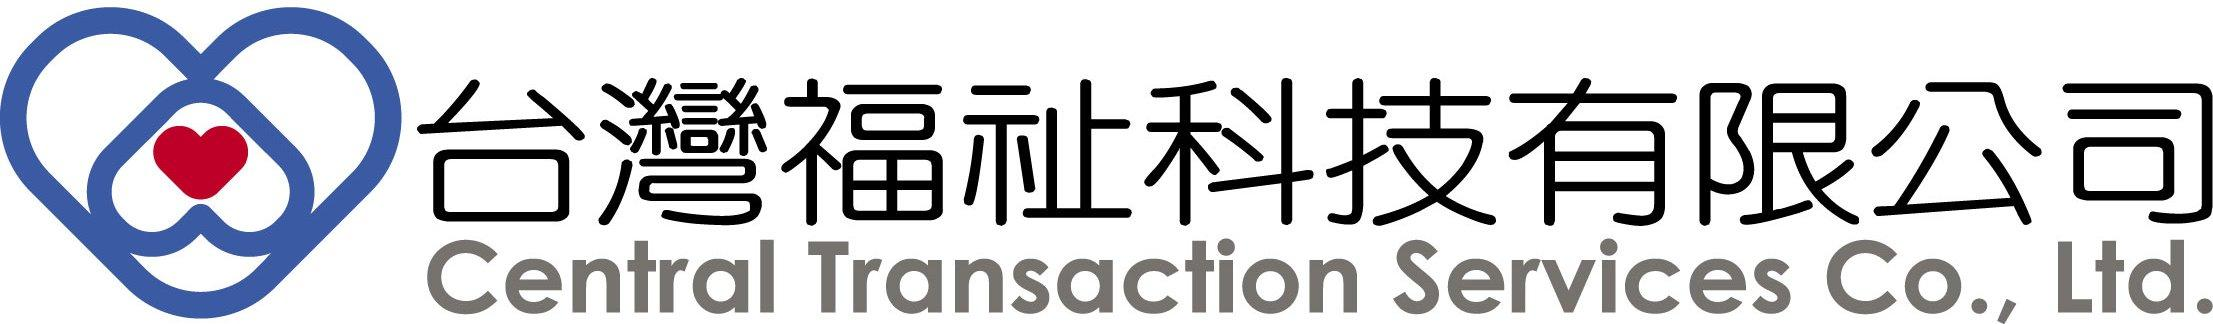 台灣福祉科技有限公司
Central Transaction Services Co., Ltd.